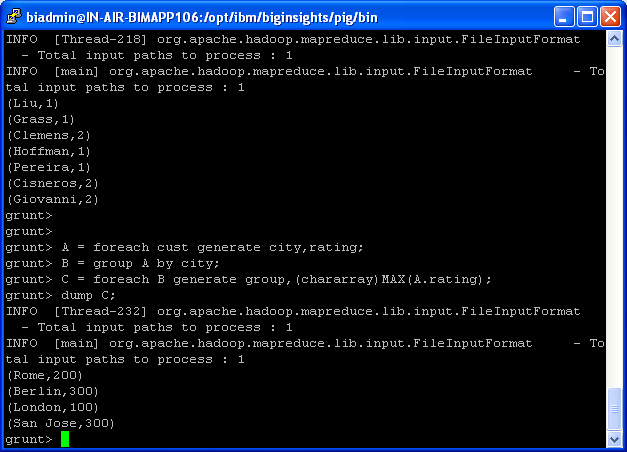 biadmin@IN-AIR-BIMAPP106:/opt/ibm/biginsights/pig/bin
INFO  [Thread-218] org.apache.hadoop.mapreduce.lib.input.FileInputFormat
  - Total input paths to process : 1
INFO  [main] org.apache.hadoop.mapreduce.lib.input.FileInputFormat     - To
tal input paths to process : 1
(Liu,1)
(Grass,1)
(Clemens,2)
(Hoffman,1)
(Pereira,1)
(Cisneros,2)
(Giovanni,2)
grunt>
grunt>
grunt> A = foreach cust generate city,rating;
grunt> B = group A by city;
grunt> C = foreach B generate group,(chararray)MAX(A.rating);
grunt> dump C;
INFO  [Thread-232] org.apache.hadoop.mapreduce.lib.input.FileInputFormat
  - Total input paths to process : 1
INFO  [main] org.apache.hadoop.mapreduce.lib.input.FileInputFormat     - To
tal input paths to process : 1
(Rome,200)
(Berlin,300)
(London,100)
(San Jose,300)
grunt>